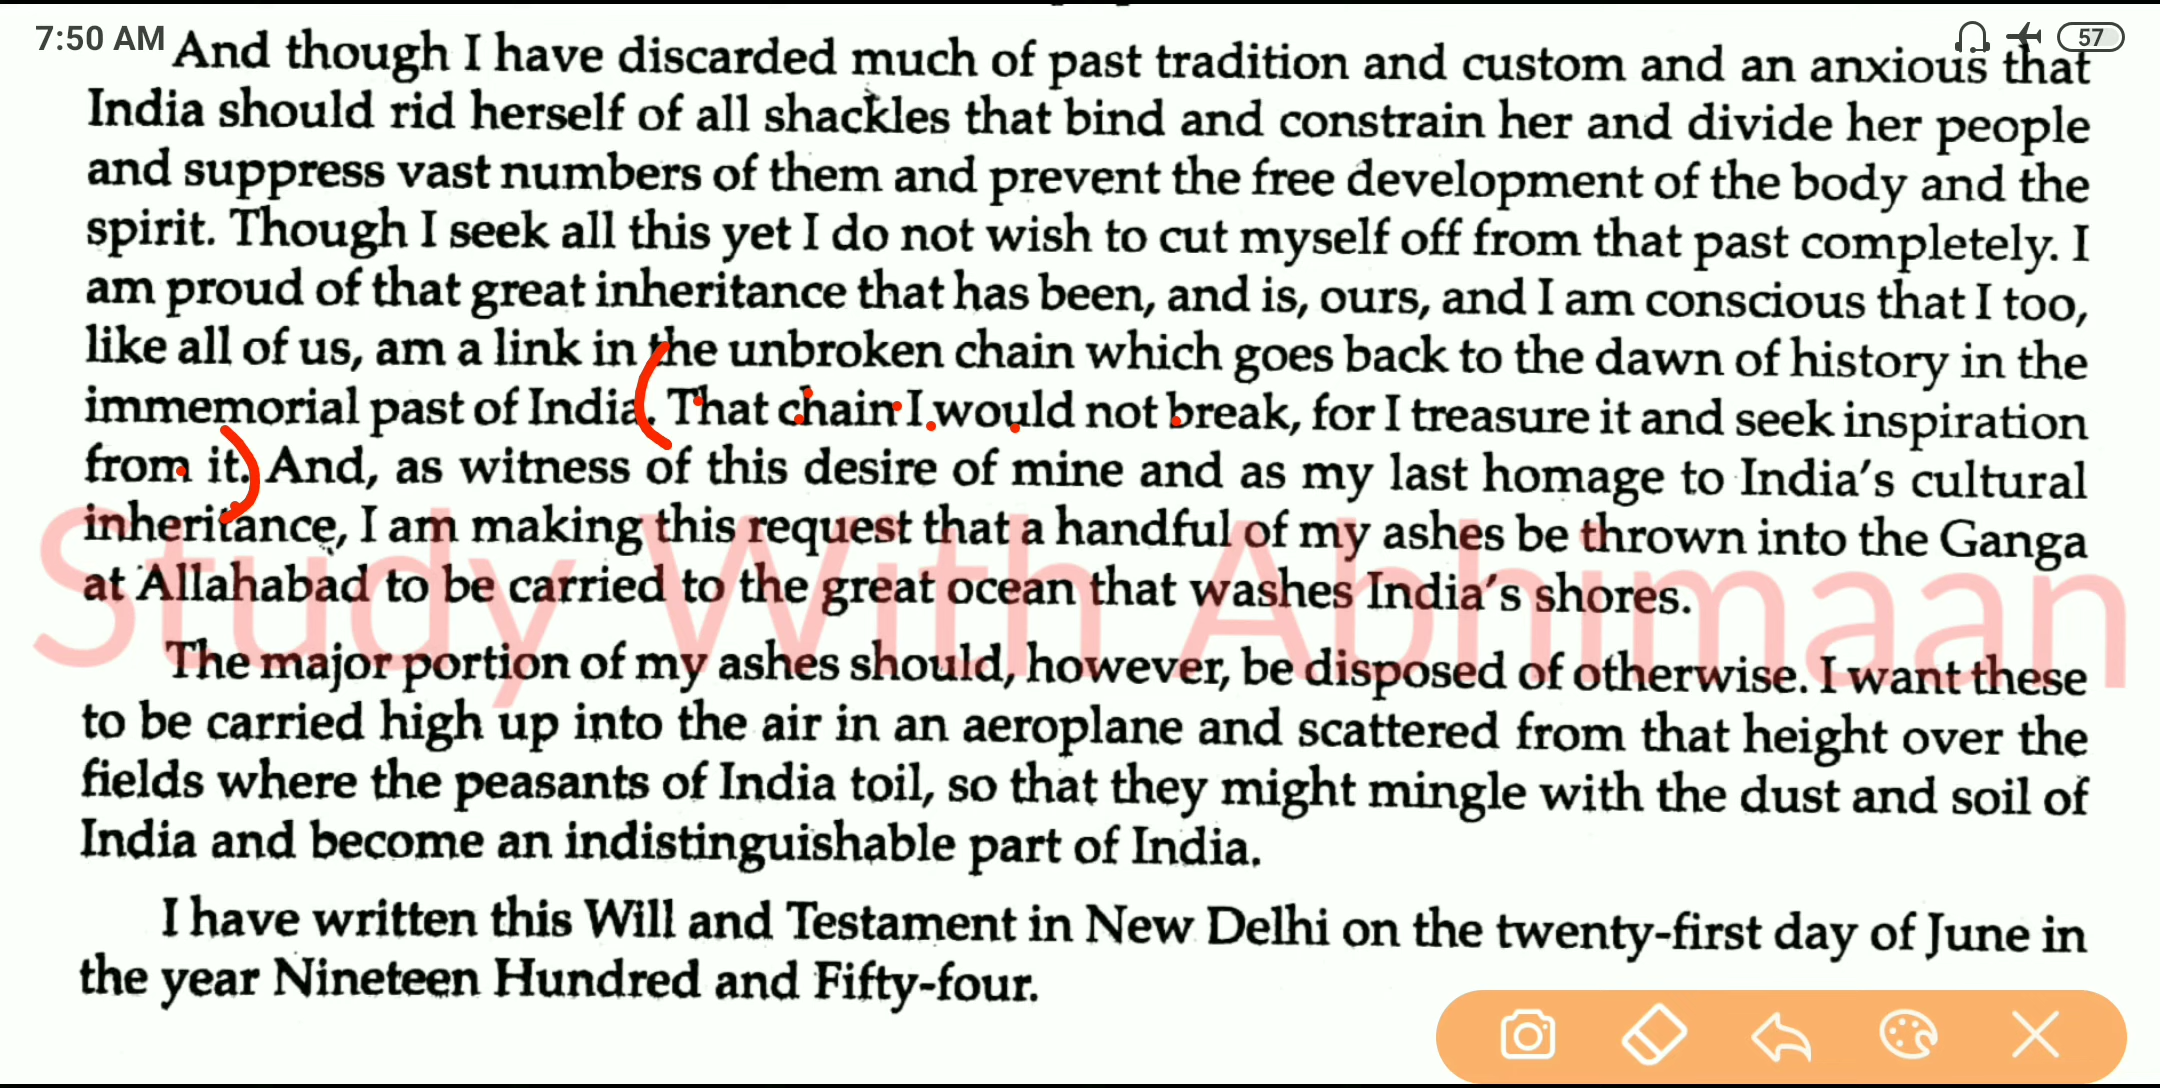 7:50 AM
57
And though I have discarded much of past tradition and custom and an anxious that
India should rid herself of all shackles that bind and constrain her and divide her people
and suppress vast numbers of them and prevent the free development of the body and the
spirit. Though I seek all this yet I do not wish to cut myself off from that past completely. I
am proud of that great inheritance that has been, and is, ours, and I am conscious that I too,
like all of us, am a link in the unbroken chain which goes back to the dawn of history in the
immemorial past of India. That chain I would not break, for I treasure it and seek inspiration
from it. And, as witness of this desire of mine and as my last homage to India's cultural
inheritance, I am making this request that a handful of my ashes be thrown into the Ganga
at Allahabad to be carried to the great ocean that washes India's shores.
Study With Abhimaan
The major portion of my ashes should, however, be disposed of otherwise. I want these
to be carried high up into the air in an aeroplane and scattered from that height over the
fields where the peasants of India toil, so that they might mingle with the dust and soil of
India and become an indistinguishable part of India.
I have written this Will and Testament in New Delhi on the twenty-first day of June in
the year Nineteen Hundred and Fifty-four.